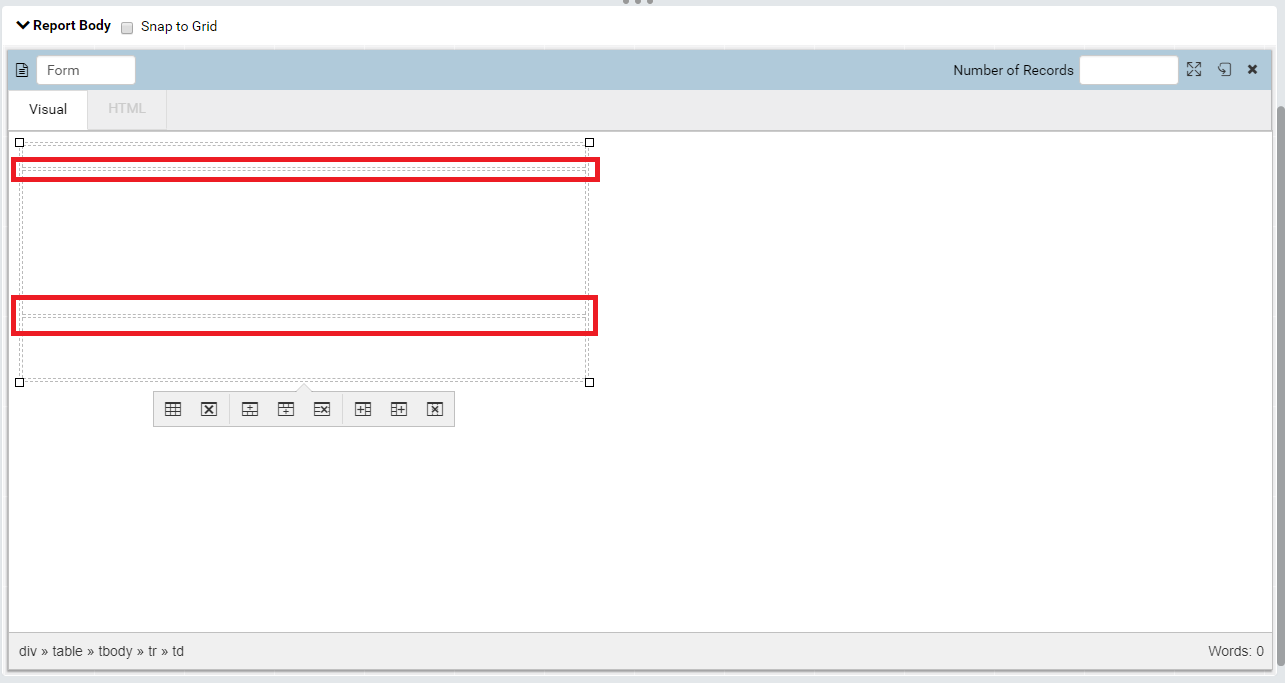 Report Body Snap to Grid
Form Number of Records
Visual HTML
div » table » tbody » tr » td Words: 0